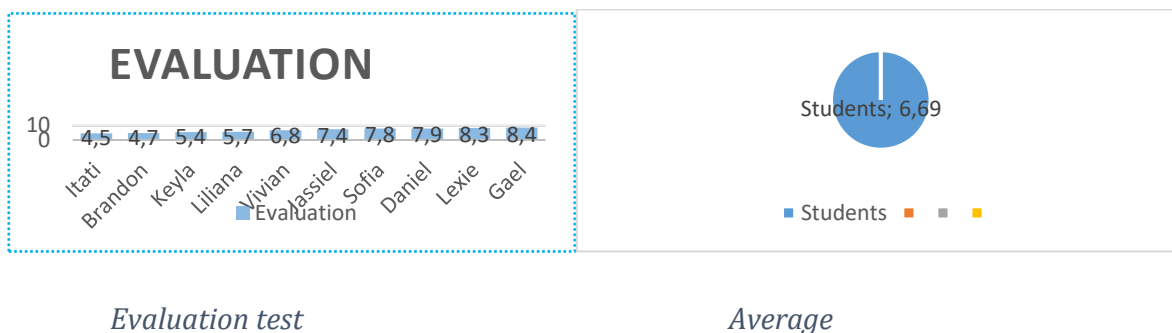 EVALUATION
10
0
4,5 4,7 5,4 5,7 6,8 7,4 7,8 7,9 8,3 8,4
Itati Brandon Keyla Liliana Vivian Iassiel Sofia Daniel Lexie Gael
Evaluation
Students; 6,69
Students
Evaluation test
Average